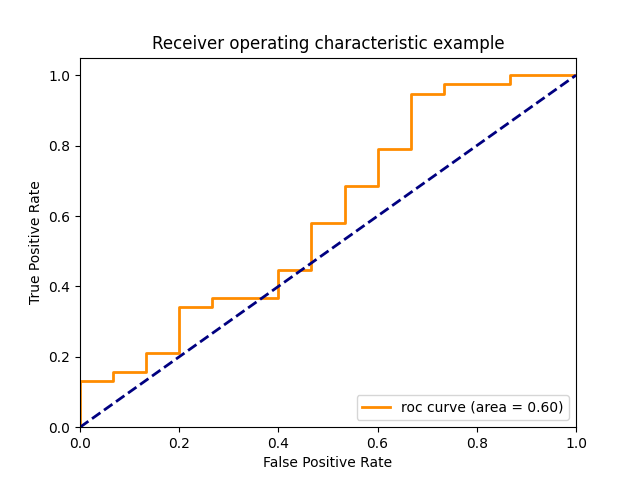 Receiver operating characteristic example
1.0
0.8
0.6
0.4
0.2
0.0
True Positive Rate
0.0 0.2 0.4 0.6 0.8 1.0
False Positive Rate
roc curve (area = 0.60)